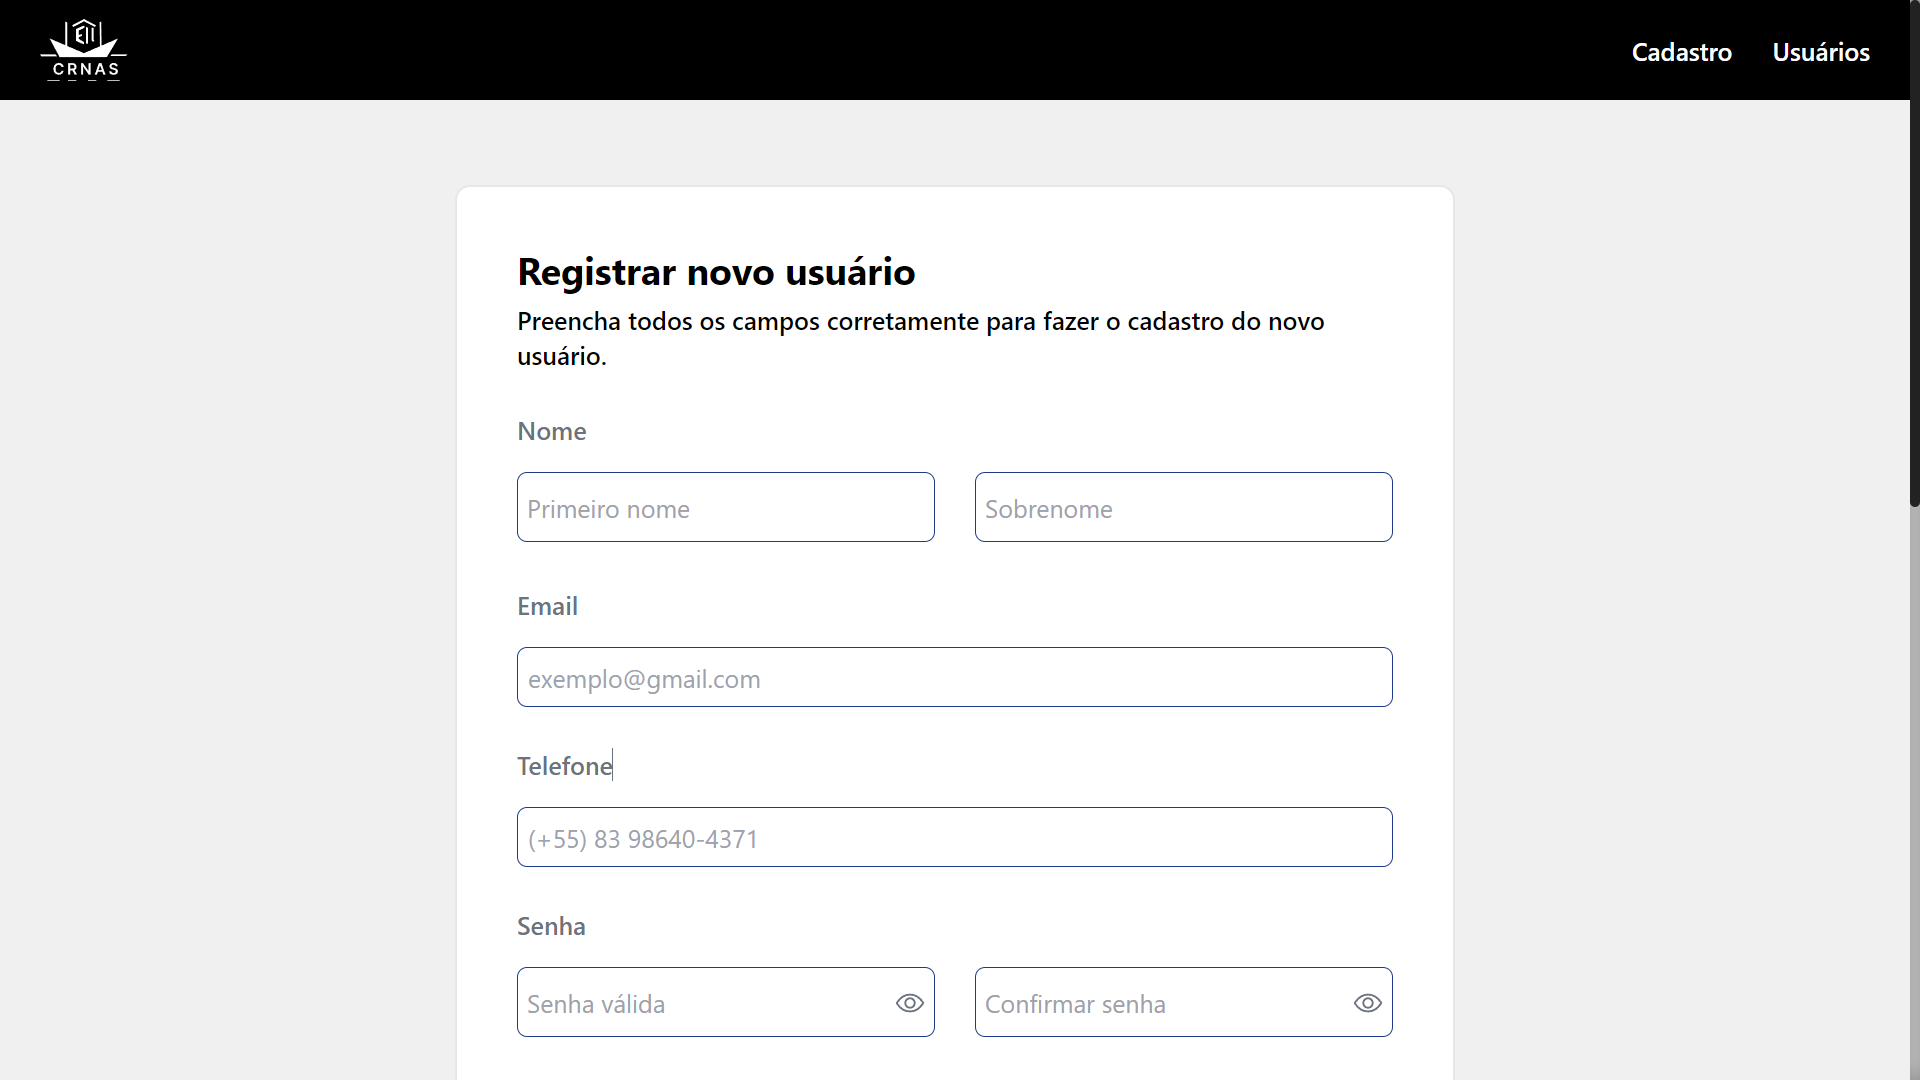 CRNAS
Cadastro
Usuários
Registrar novo usuário
Preencha todos os campos corretamente para fazer o cadastro do novo
usuário.
Nome
Primeiro nome
Sobrenome
Email
exemplo@gmail.com
Telefone
(+55) 83 98640-4371
Senha
Senha válida
Confirmar senha